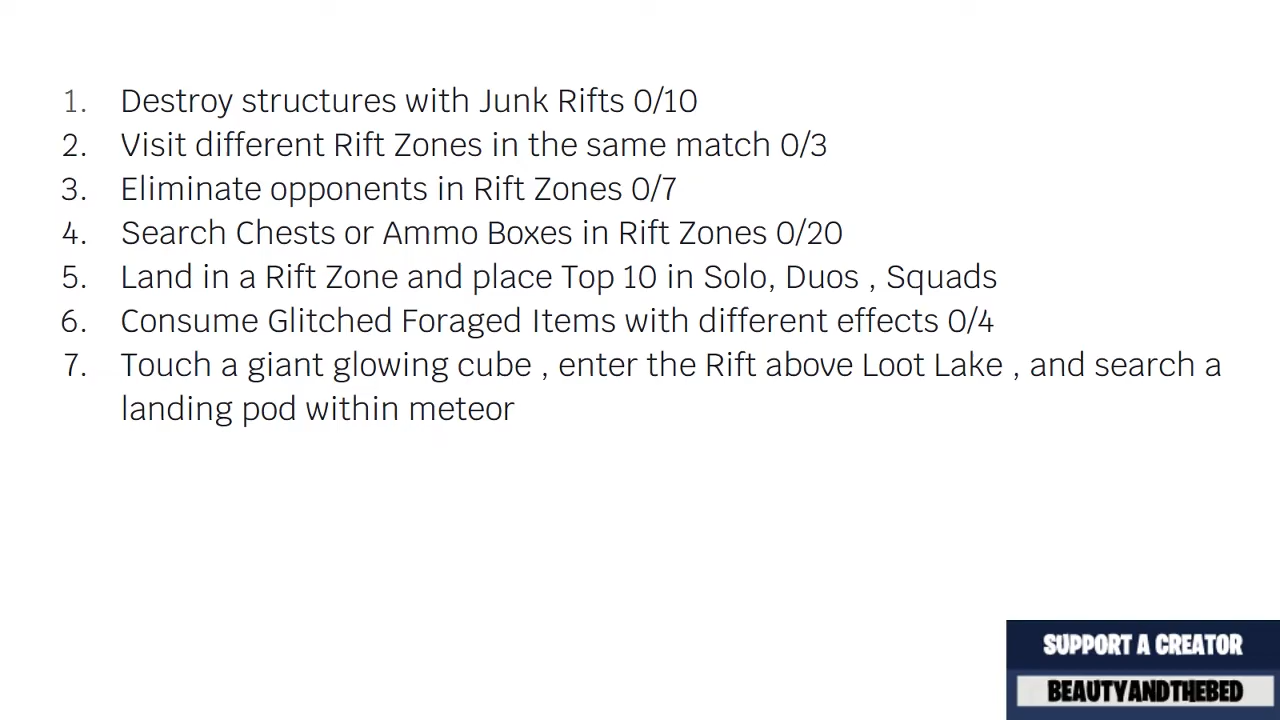 1. Destroy structures with Junk Rifts 0/10
2. Visit different Rift Zones in the same match 0/3
3. Eliminate opponents in Rift Zones 0/7
4. Search Chests or Ammo Boxes in Rift Zones 0/20
5. Land in a Rift Zone and place Top 10 in Solo, Duos , Squads
6. Consume Glitched Foraged Items with different effects 0/4
7. Touch a giant glowing cube , enter the Rift above Loot Lake , and search a
landing pod within meteor
SUPPORT A CREATOR
BEAUTYANDTHEBED